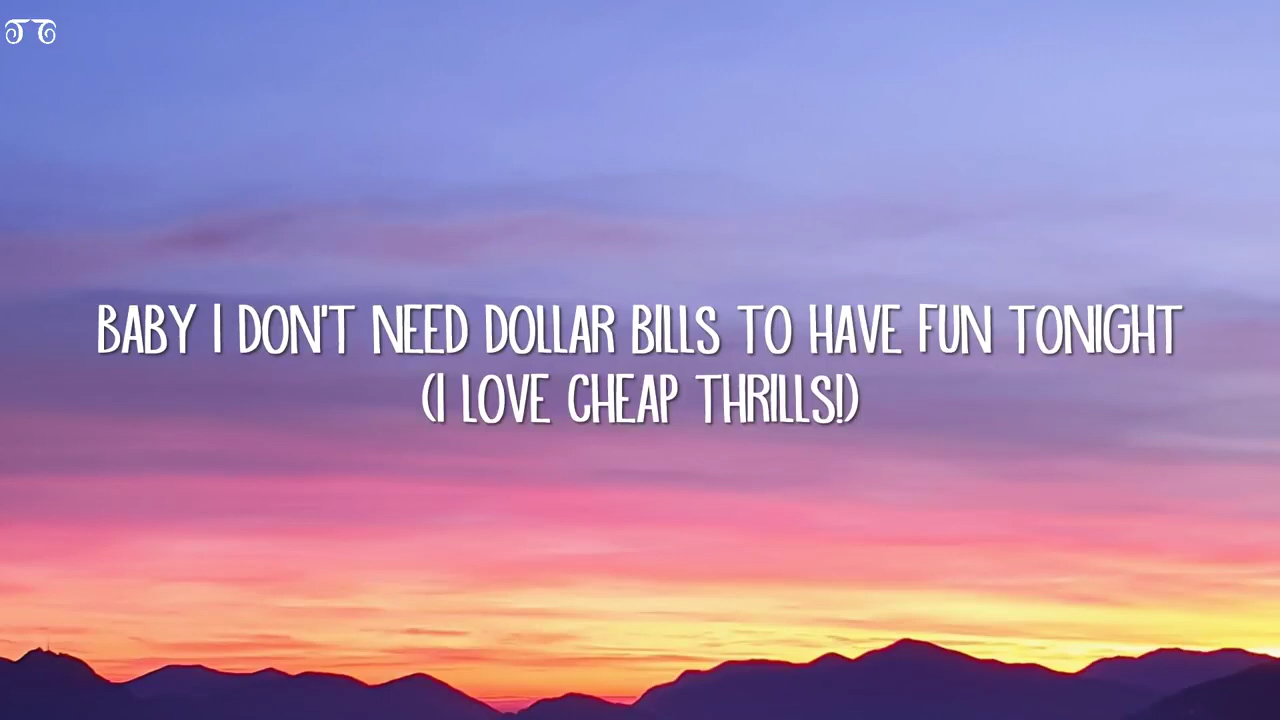 BABY I DON'T NEED DOLLAR BILLS TO HAVE FUN TONIGHT
(I LOVE CHEAP THRILLS!)